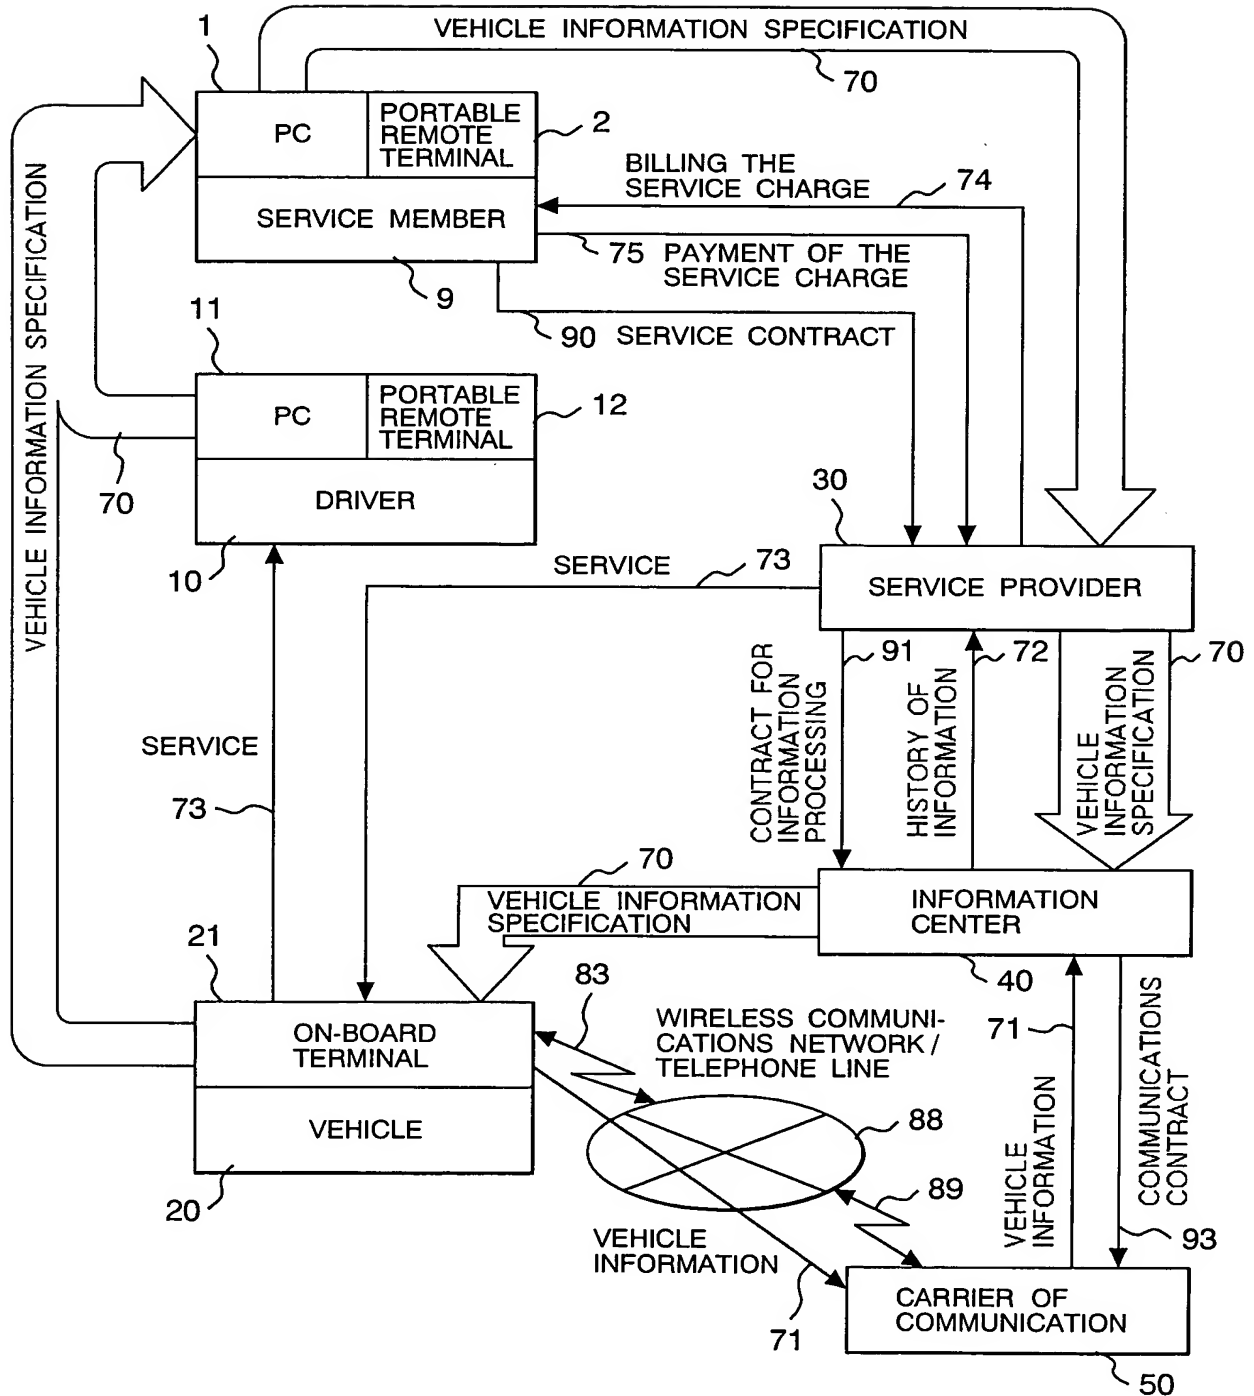 VEHICLE INFORMATION SPECIFICATION
70
1
PC
PORTABLE
REMOTE
TERMINAL
2
SERVICE MEMBER
9
BILLING THE
SERVICE CHARGE
74
75
PAYMENT OF THE
SERVICE CHARGE
90
SERVICE CONTRACT
VEHICLE INFORMATION SPECIFICATION
11
PC
PORTABLE
REMOTE
TERMINAL
12
DRIVER
10
70
30
SERVICE PROVIDER
SERVICE
73
SERVICE
73
91
CONTRACT FOR
INFORMATION
PROCESSING
72
HISTORY OF
INFORMATION
70
VEHICLE
INFORMATION
SPECIFICATION
70
VEHICLE INFORMATION
SPECIFICATION
INFORMATION
CENTER
40
21
ON-BOARD
TERMINAL
VEHICLE
20
83
WIRELESS COMMUNI-
CATIONS NETWORK/
TELEPHONE LINE
88
89
71
VEHICLE
INFORMATION
COMMUNICATIONS
CONTRACT
93
VEHICLE
INFORMATION
71
CARRIER OF
COMMUNICATION
50